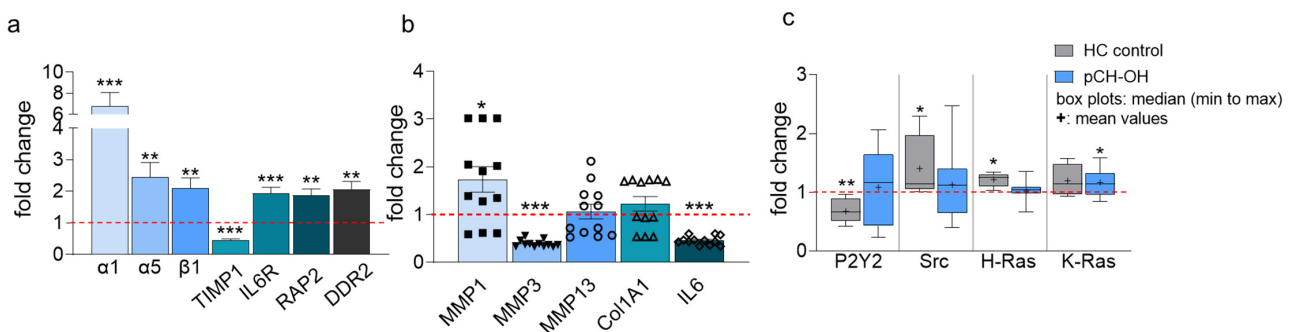 a
fold change
10
8
6
4
3
2
1
0
***
**
**
***
***
**
**
α1
α5
β1
TIMP1
IL6R
RAP2
DDR2
b
fold change
4
3
2
1
0
*
***
***
MMP1
MMP3
MMP13
Col1A1
IL6
c
HC control
pCH-OH
box plots: median (min to max)
+: mean values
fold change
3
2
1
0
**
*
*
*
P2Y2
Src
H-Ras
K-Ras